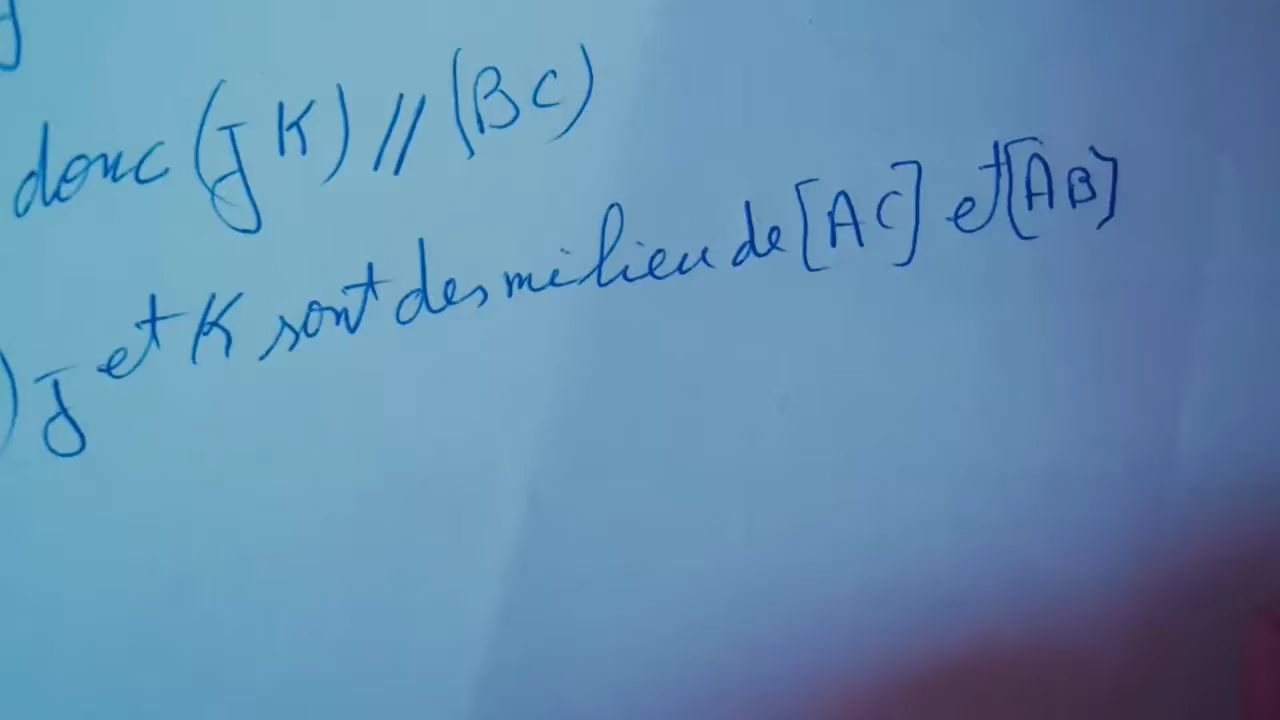 donc (JK) // (BC)
) J et K sont des milieu de [AC] et [AB]